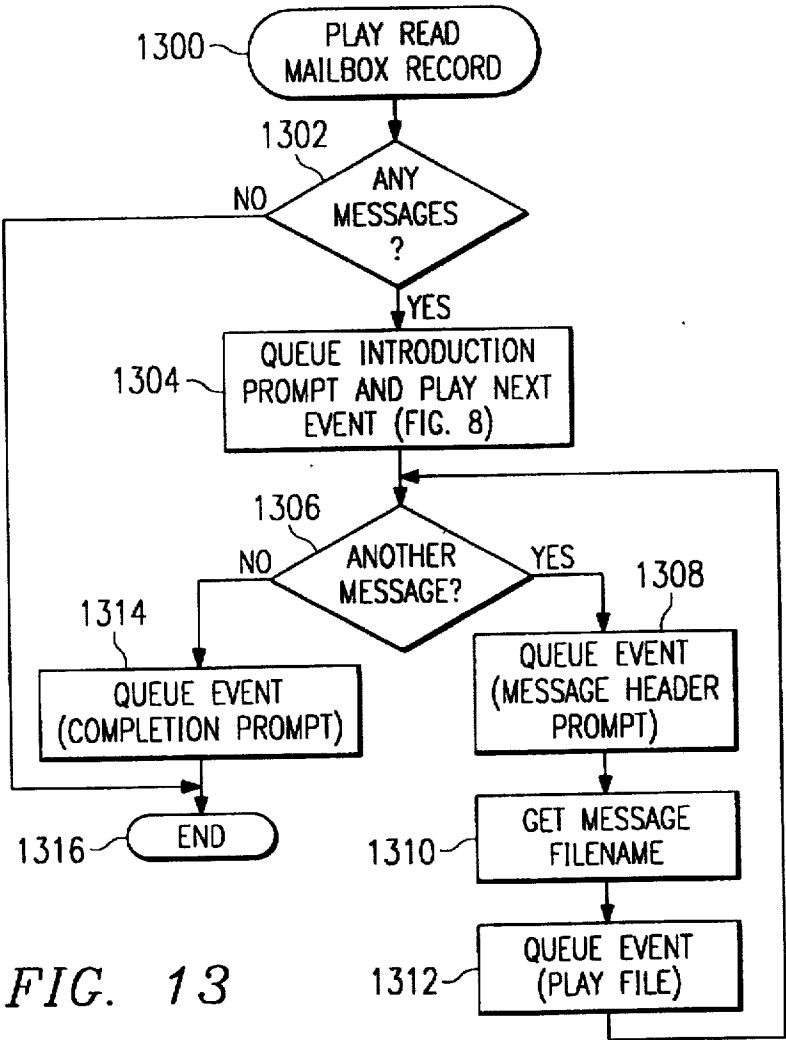 1300
PLAY READ
MAILBOX RECORD
1302
NO
ANY
MESSAGES
?
YES
1304
QUEUE INTRODUCTION
PROMPT AND PLAY NEXT
EVENT (FIG. 8)
1306
NO
ANOTHER
MESSAGE?
YES
1308
1314
QUEUE EVENT
(COMPLETION PROMPT)
QUEUE EVENT
(MESSAGE HEADER
PROMPT)
1316
END
1310
GET MESSAGE
FILENAME
1312
QUEUE EVENT
(PLAY FILE)
FIG. 13